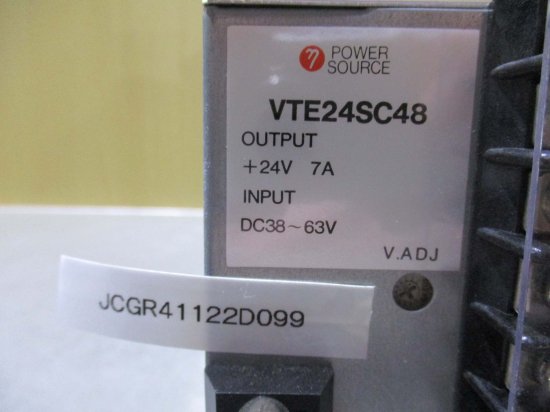 η POWER
SOURCE
VTE24SC48
OUTPUT
+24V 7A
INPUT
DC38~63V
V.ADJ
JCGR41122D099